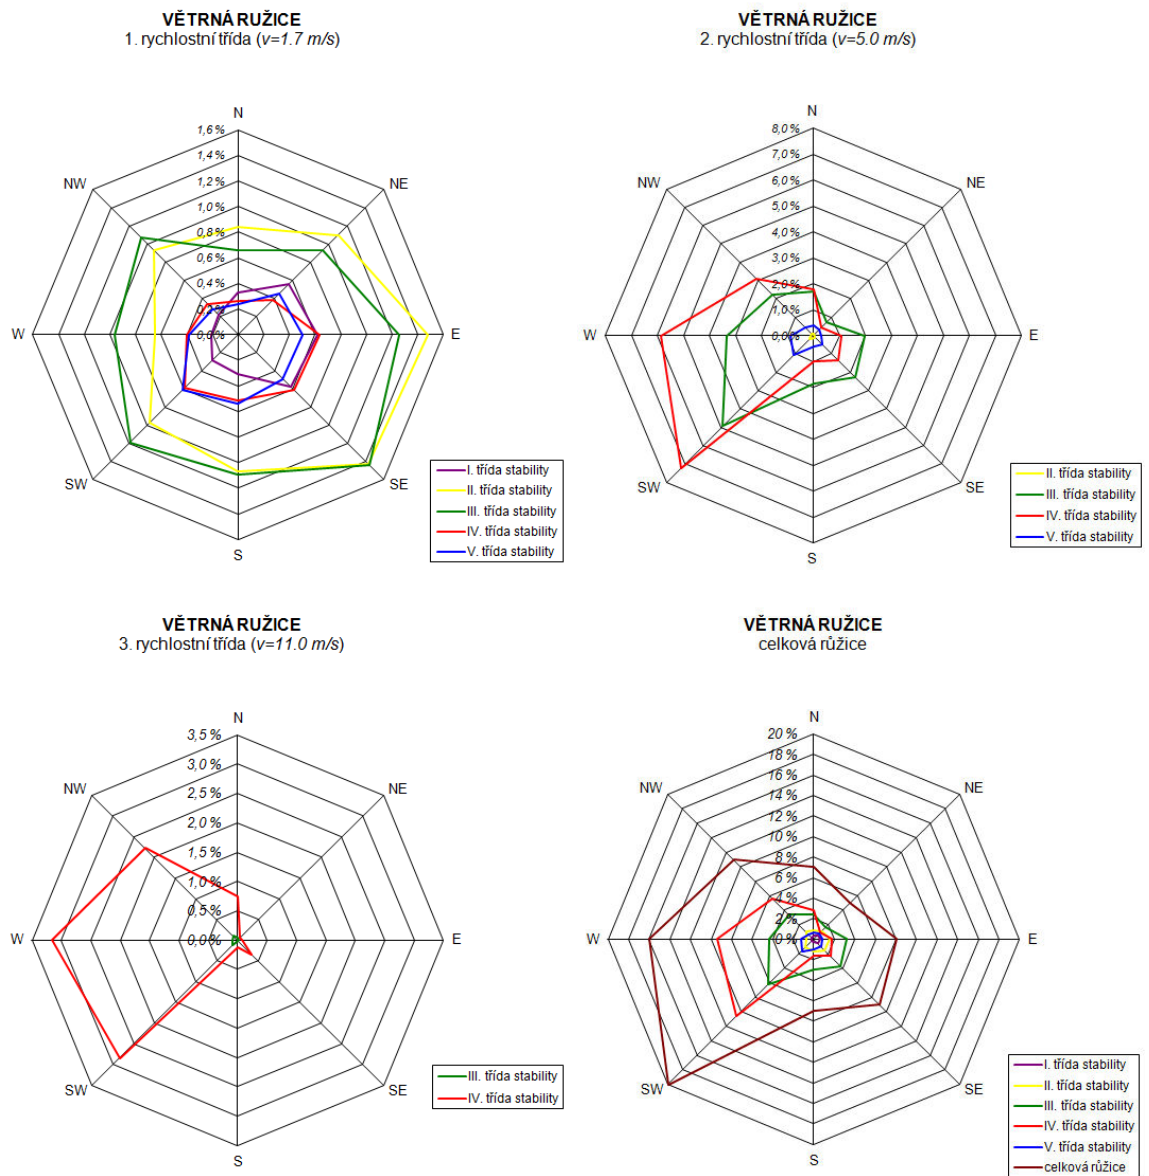 VĚTRNÁ RUŽICE
1. rychlostní třída (v=1.7 m/s)
N
1,6 %
1,4 %
1,2 %
1,0 %
0,8 %
0,6 %
0,4 %
0,2 %
0,0 %
NW
NE
W
E
SW
SE
S
I. třída stability
II. třída stability
III. třída stability
IV. třída stability
V. třída stability
VĚTRNÁ RUŽICE
2. rychlostní třída (v=5.0 m/s)
N
8,0 %
7,0 %
6,0 %
5,0 %
4,0 %
3,0 %
2,0 %
1,0 %
0,0 %
NW
NE
W
E
SW
SE
S
II. třída stability
III. třída stability
IV. třída stability
V. třída stability
VĚTRNÁ RUŽICE
3. rychlostní třída (v=11.0 m/s)
N
3,5 %
3,0 %
2,5 %
2,0 %
1,5 %
1,0 %
0,5 %
0,0 %
NW
NE
W
E
SW
SE
S
III. třída stability
IV. třída stability
VĚTRNÁ RUŽICE
celková růžice
N
20 %
18 %
16 %
14 %
12 %
10 %
8 %
6 %
4 %
2 %
0 %
NW
NE
W
E
SW
SE
S
I. třída stability
II. třída stability
III. třída stability
IV. třída stability
V. třída stability
celková růžice